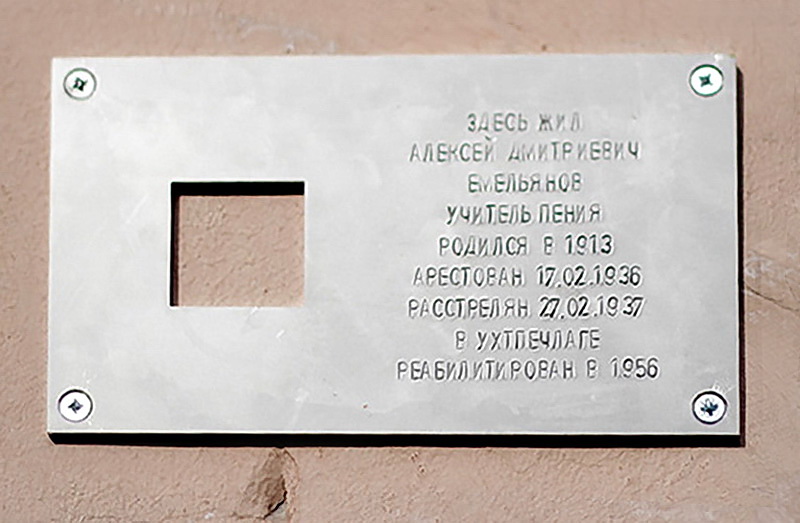 ЗДЕСЬ ЖИЛ
АЛЕКСЕЙ ДМИТРИЕВИЧ
ЕМЕЛЬЯНОВ
УЧИТЕЛЬ ПЕНИЯ
РОДИЛСЯ В 1913
АРЕСТОВАН 17.02.1936
РАССТРЕЛЯН 27.02.1937
В УХТПЕЧЛАГЕ
РЕАБИЛИТИРОВАН В 1956